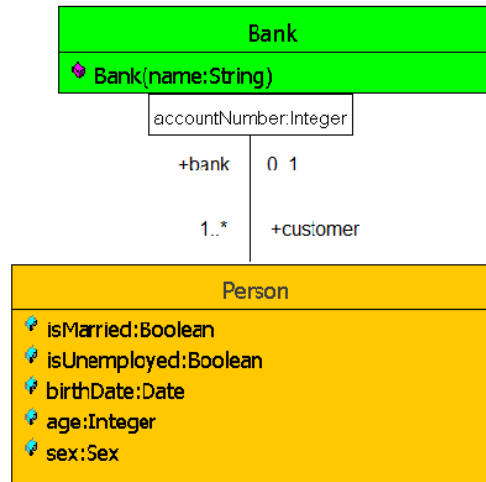 Bank
Bank(name:String)
accountNumber:Integer
+bank 0 1
1..* +customer
Person
isMarried:Boolean
isUnemployed:Boolean
birthDate:Date
age:Integer
sex:Sex